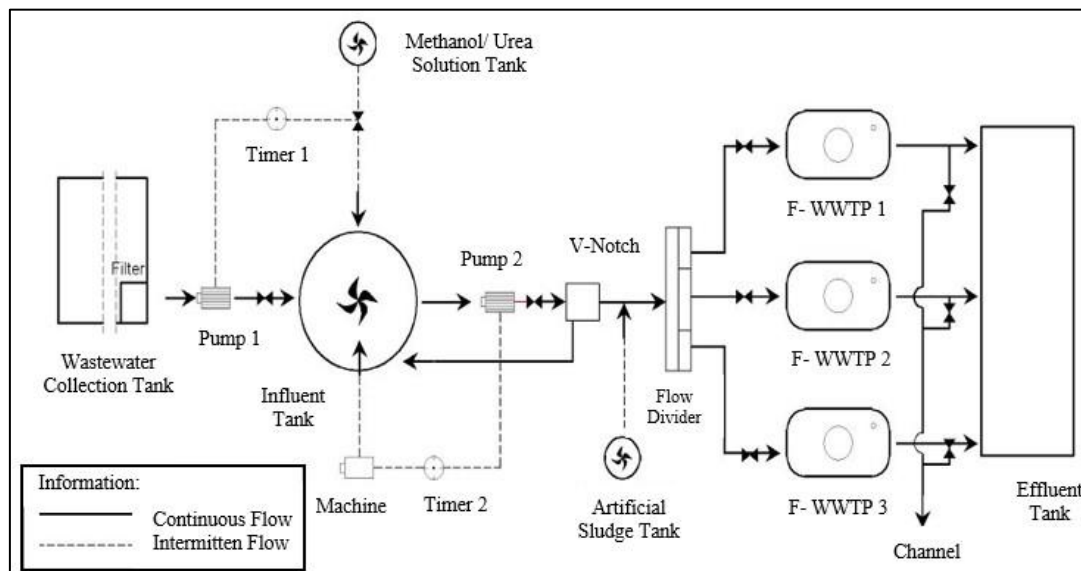 Methanol/ Urea
Solution Tank
Timer 1
Filter
Pump 1
Wastewater
Collection Tank
Influent
Tank
Pump 2
V-Notch
Machine
Timer 2
Artificial
Sludge Tank
Flow
Divider
F- WWTP 1
F- WWTP 2
F- WWTP 3
Effluent
Tank
Channel
Information:
Continuous Flow
Intermitten Flow